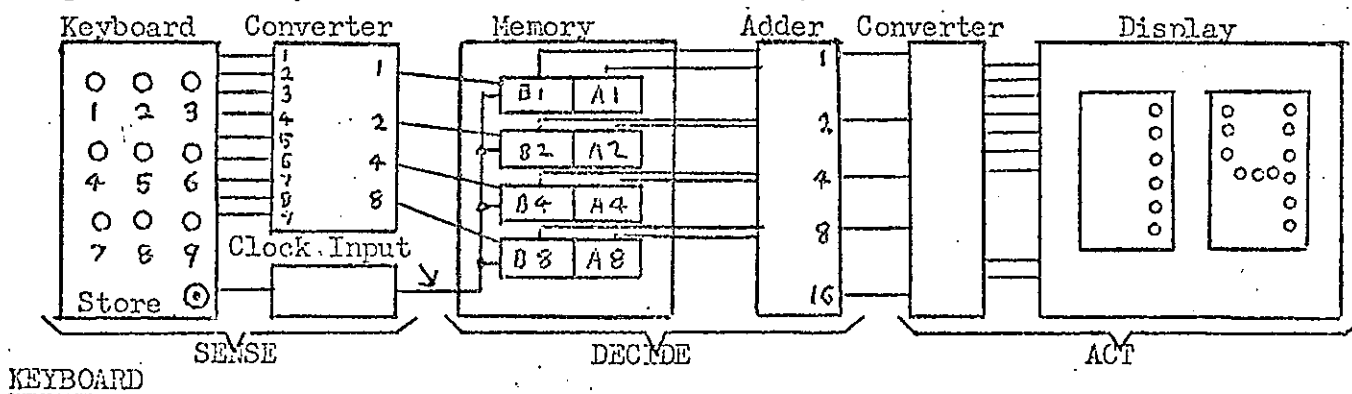 Keyboard Converter Memory Adder Converter Display
1 2 3
4 5 6
7 8 9
Store
1
2
3
4
5
6
7
8
9
1
2
4
8
Clock Input
B1 A1
B2 A2
B4 A4
B8 A8
1
2
4
8
16
SENSE DECIDE ACT
KEYBOARD